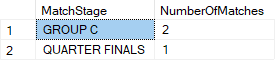 MatchStage NumberOfMatches
1 GROUP C 2
2 QUARTER FINALS 1